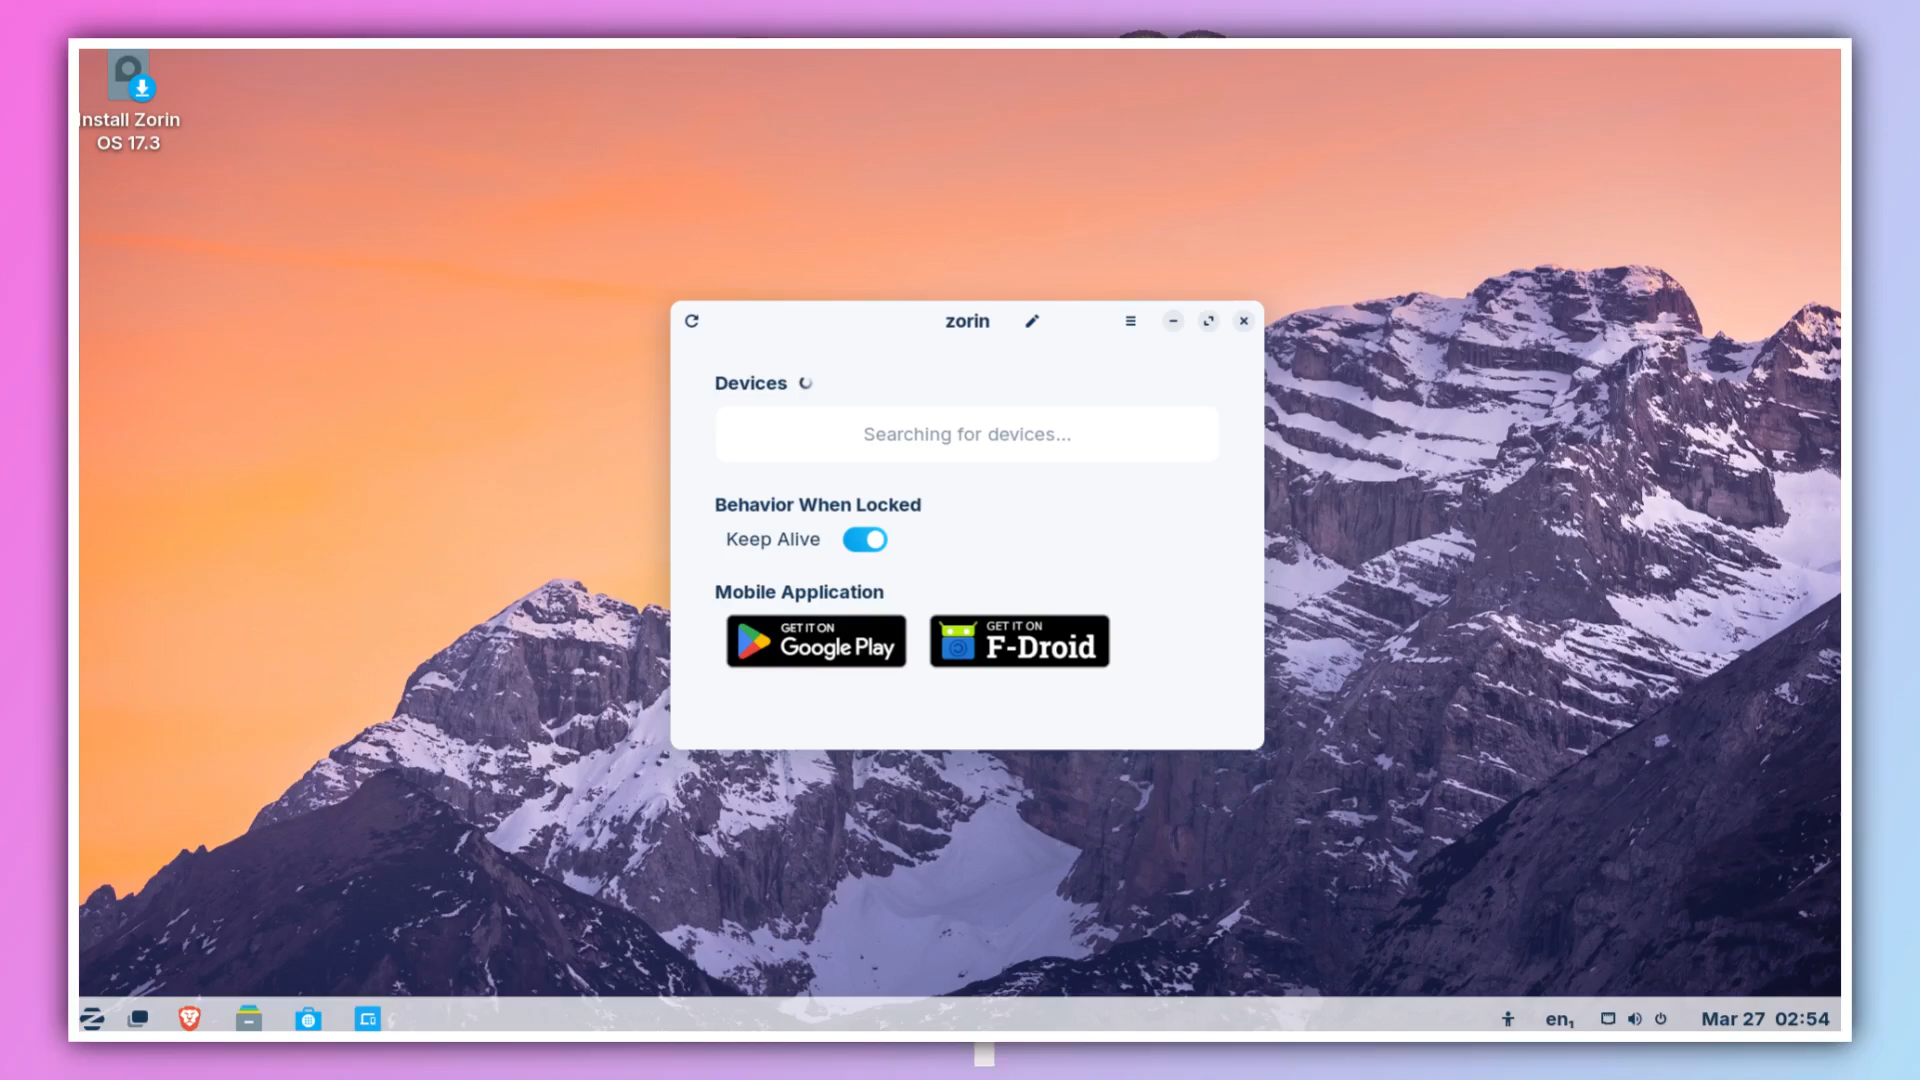 Install Zorin
OS 17.3
zorin
Devices
Searching for devices...
Behavior When Locked
Keep Alive
Mobile Application
GET IT ON
Google Play
GET IT ON
F-Droid
en1
Mar 27 02:54